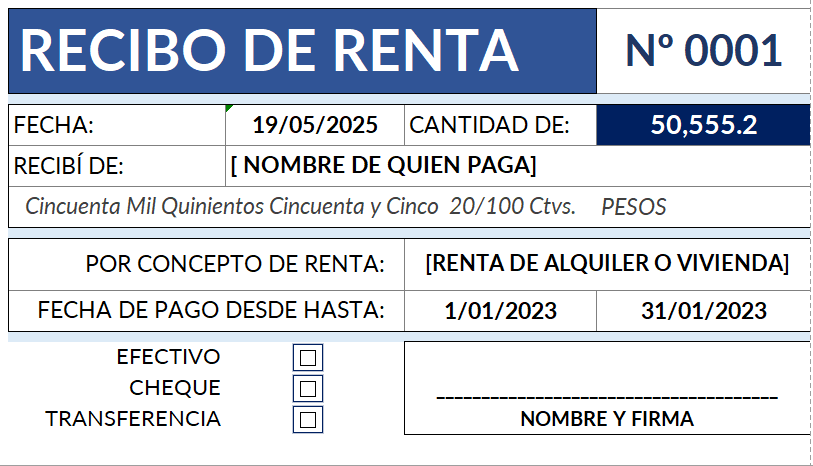 RECIBO DE RENTA Nº 0001
FECHA: 19/05/2025 CANTIDAD DE: 50,555.2
RECIBÍ DE: [ NOMBRE DE QUIEN PAGA]
Cincuenta Mil Quinientos Cincuenta y Cinco 20/100 Ctvs. PESOS
POR CONCEPTO DE RENTA: [RENTA DE ALQUILER O VIVIENDA]
FECHA DE PAGO DESDE HASTA: 1/01/2023 31/01/2023
EFECTIVO
CHEQUE
TRANSFERENCIA
NOMBRE Y FIRMA